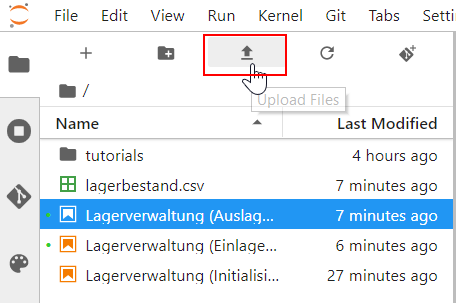 File Edit View Run Kernel Git Tabs Settin
Upload Files
/
Name Last Modified
tutorials 4 hours ago
lagerbestand.csv 7 minutes ago
Lagerverwaltung (Auslag... 7 minutes ago
Lagerverwaltung (Einlage... 6 minutes ago
Lagerverwaltung (Initialisi... 27 minutes ago